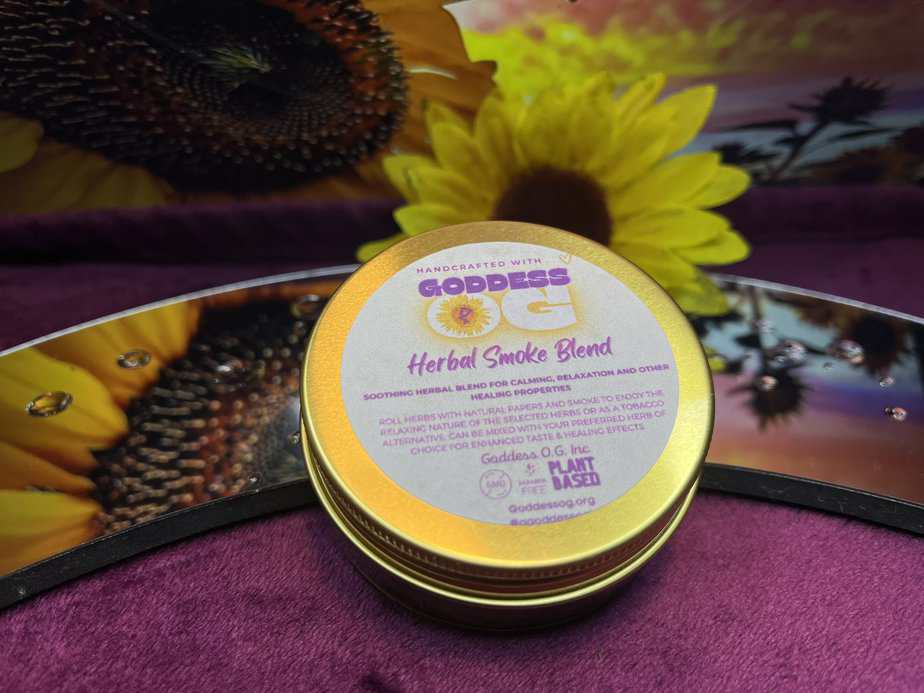 HANDCRAFTED WITH
GODDESS
OG
Herbal Smoke Blend
SOOTHING HERBAL BLEND FOR CALMING, RELAXATION AND OTHER
HEALING PROPERTIES
ROLL HERBS WITH NATURAL PAPERS AND SMOKE TO ENJOY THE
RELAXING NATURE OF THE SELECTED HERBS OR AS A TOBACCO
ALTERNATIVE. CAN BE MIXED WITH YOUR PREFERRED HERB OF
CHOICE FOR ENHANCED TASTE & HEALING EFFECTS
Goddess O.G. Inc
GMO
FREE
PLANT
BASED
Goddessog.org